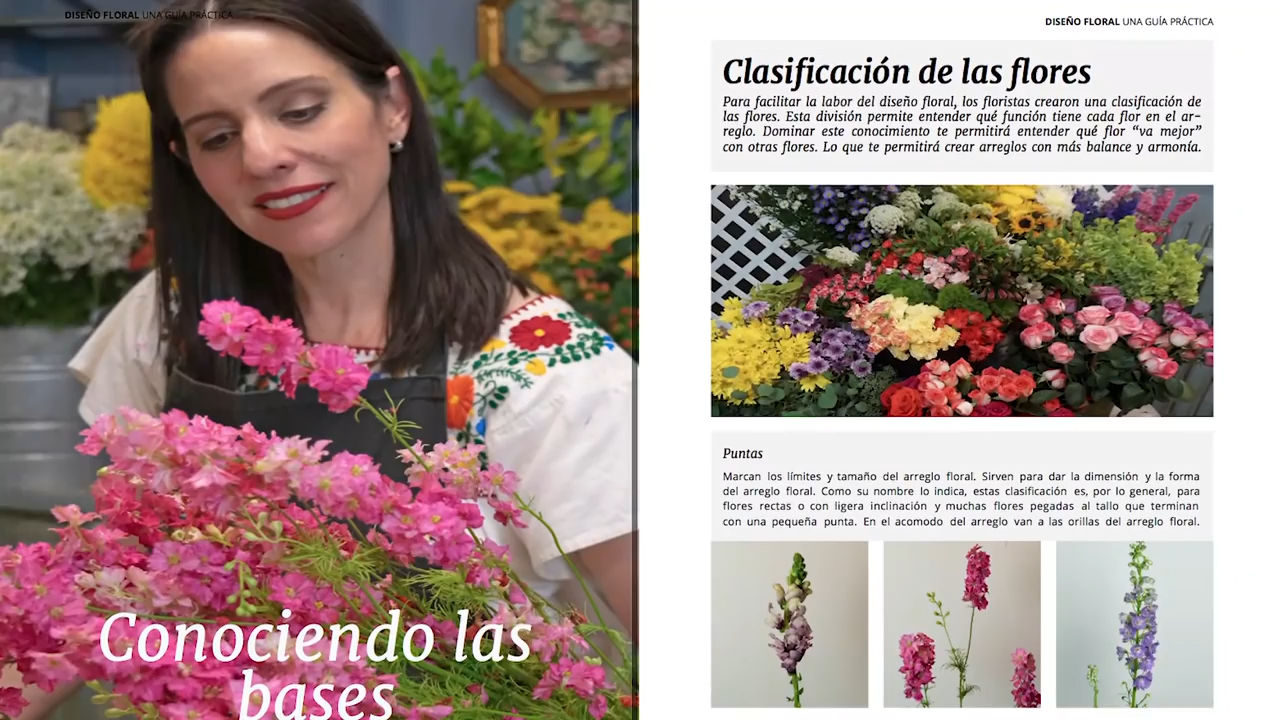 DISEÑO FLORAL UNA GUÍA PRÁCTICA
Conociendo las
bases
DISEÑO FLORAL UNA GUÍA PRÁCTICA
Clasificación de las flores
Para facilitar la labor del diseño floral, los floristas crearon una clasificación de
las flores. Esta división permite entender qué función tiene cada flor en el ar-
reglo. Dominar este conocimiento te permitirá entender qué flor “va mejor”
con otras flores. Lo que te permitirá crear arreglos con más balance y armonía.
Puntas
Marcan los límites y tamaño del arreglo floral. Sirven para dar la dimensión y la forma
del arreglo floral. Como su nombre lo indica, estas clasificación es, por lo general, para
flores rectas o con ligera inclinación y muchas flores pegadas al tallo que terminan
con una pequeña punta. En el acomodo del arreglo van a las orillas del arreglo floral.